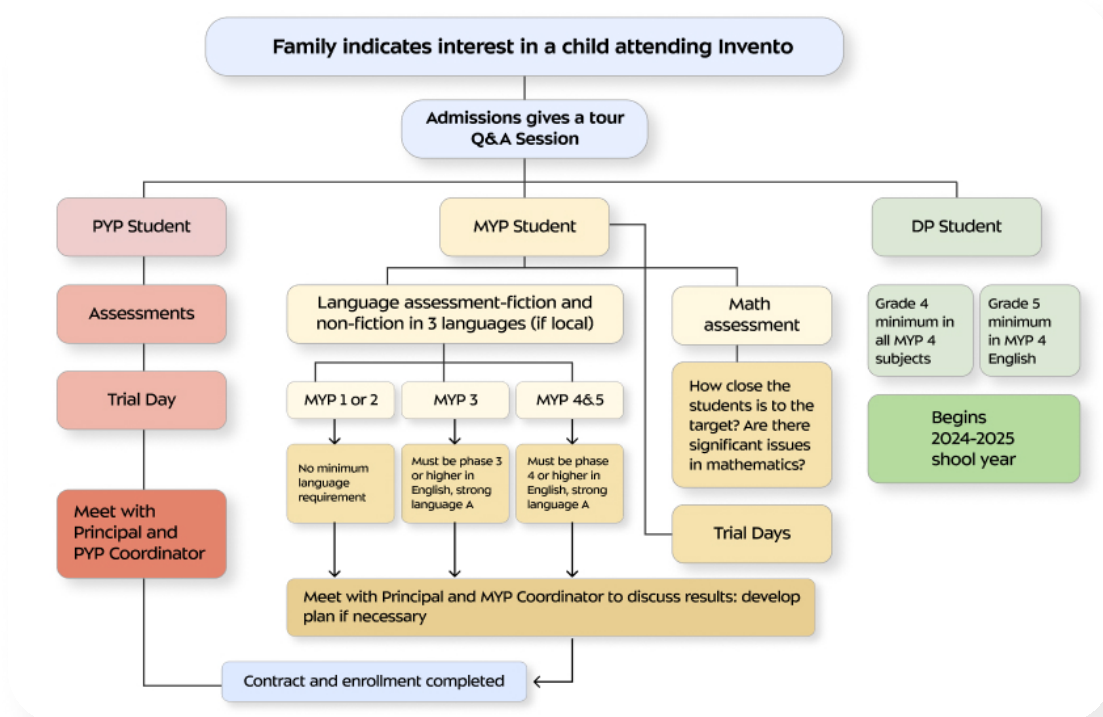 Family indicates interest in a child attending Invento
Admissions gives a tour
Q&A Session
PYP Student
Assessments
Trial Day
Meet with
Principal and
PYP Coordinator
MYP Student
Language assessment-fiction and
non-fiction in 3 languages (if local)
MYP 1 or 2
No minimum
language
requirement
MYP 3
Must be phase 3
or higher in
English, strong
language A
MYP 4&5
Must be phase
4 or higher in
English, strong
language A
Math
assessment
How close the
students is to the
target? Are there
significant issues
in mathematics?
Trial Days
Meet with Principal and MYP Coordinator to discuss results: develop
plan if necessary
Contract and enrollment completed
DP Student
Grade 4
minimum in
all MYP 4
subjects
Grade 5
minimum
in MYP 4
English
Begins
2024-2025
shool year